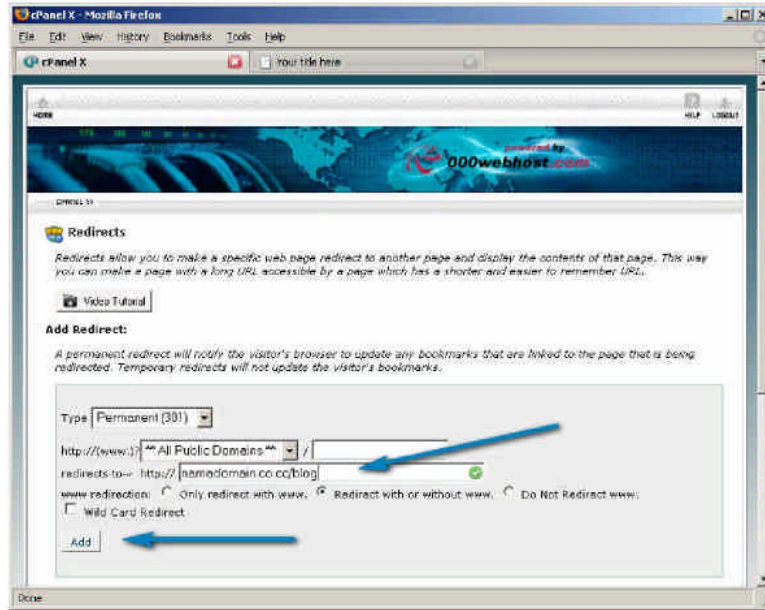 cPanel X - Mozilla Firefox
File Edit View History Bookmarks Tools Help
cPanel X
Your title here
HOME
HELP LOGOUT
powered by
000webhost.com
Redirects
Redirects allow you to make a specific web page redirect to another page and display the contents of that page. This way
you can make a page with a long URL accessible by a page which has a shorter and easier to remember URL.
Video Tutorial
Add Redirect:
A permanent redirect will notify the visitor's browser to update any bookmarks that are linked to the page that is being
redirected. Temporary redirects will not update the visitor's bookmarks.
Type Permanent (301)
http://(www.)? ** All Public Domains ** /
redirects to→ http:// namadomain.co.cc/blog
www redirection: Only redirect with www. Redirect with or without www. Do Not Redirect www.
Wild Card Redirect
Add
Done